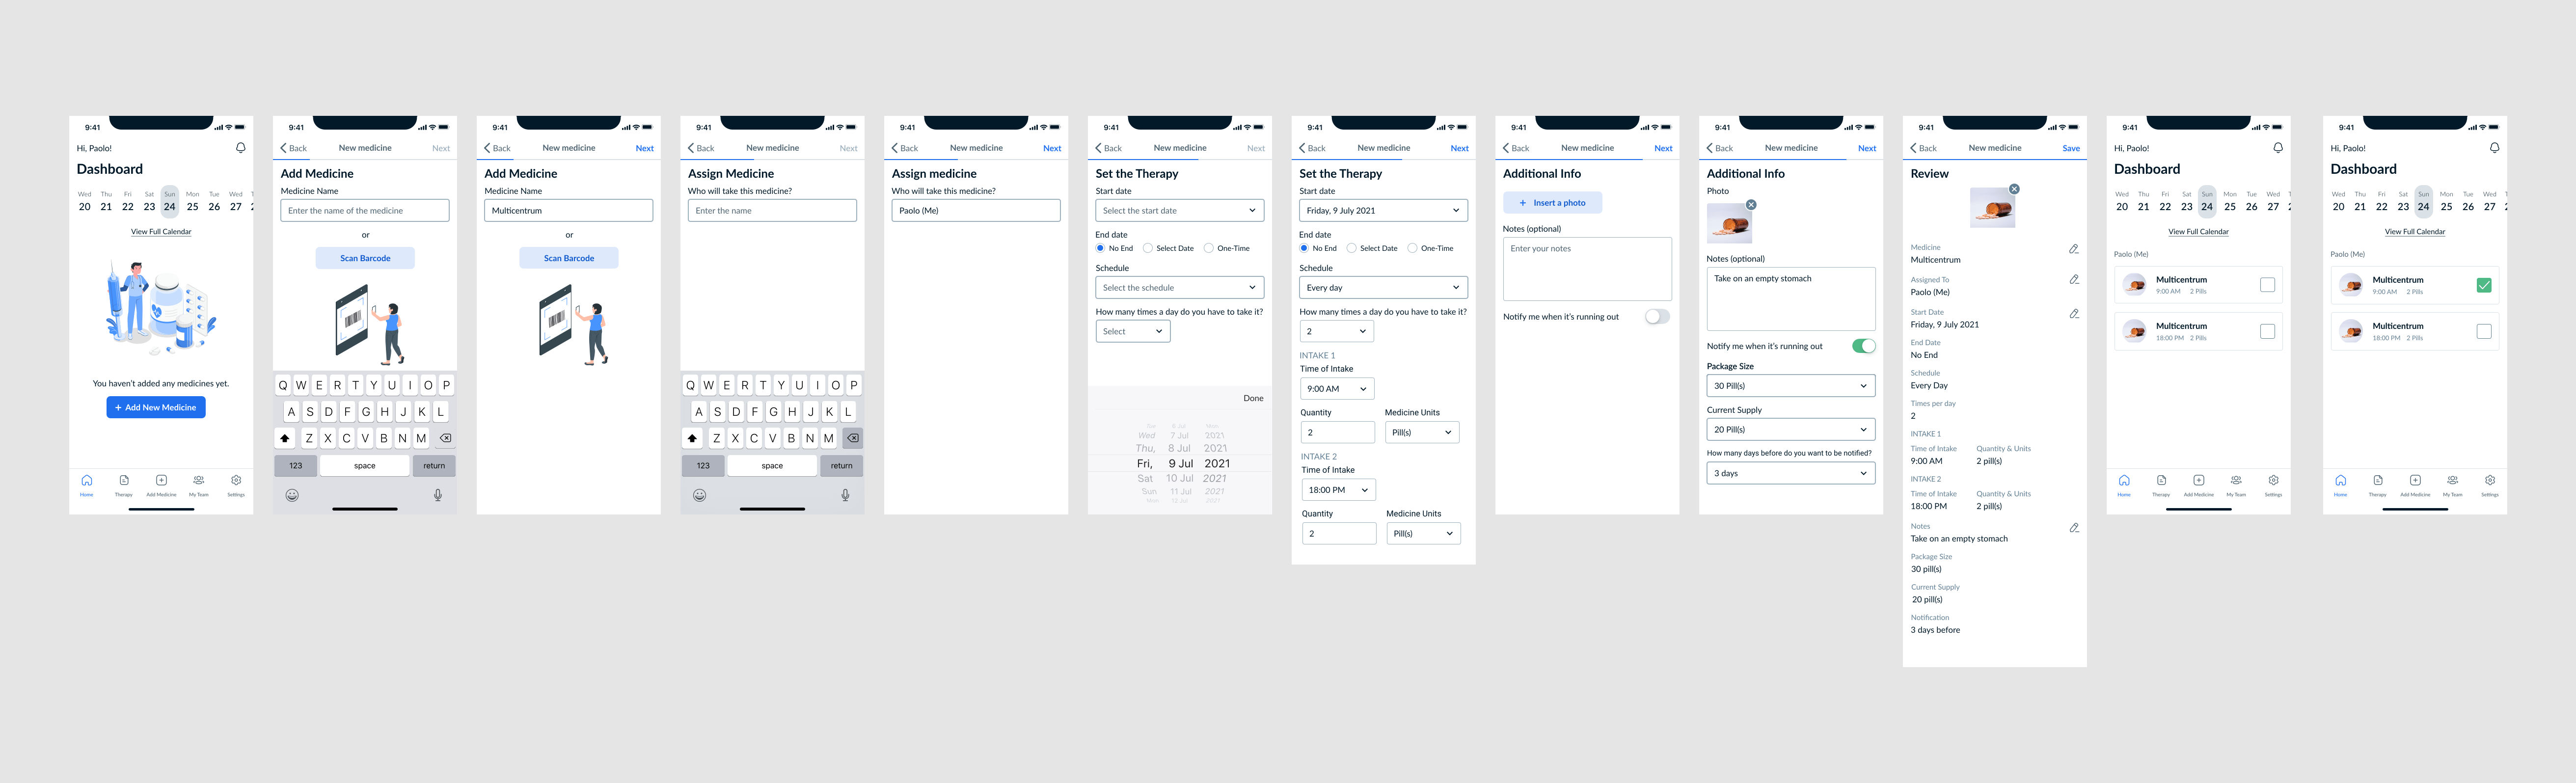 9:41
Hi, Paolo!
Dashboard
Wed Thu Fri Sat Sun Mon Tue Wed T
20 21 22 23 24 25 26 27 2
View Full Calendar
You haven't added any medicines yet.
+ Add New Medicine
Home Therapy Add Medicine My Team Settings
9:41
Back New medicine Next
Add Medicine
Medicine Name
Enter the name of the medicine
or
Scan Barcode
Q W E R T Y U I O P
A S D F G H J K L
Z X C V B N M
123 space return
9:41
Back New medicine Next
Add Medicine
Medicine Name
Multicentrum
or
Scan Barcode
9:41
Back New medicine Next
Assign Medicine
Who will take this medicine?
Enter the name
Q W E R T Y U I O P
A S D F G H J K L
Z X C V B N M
123 space return
9:41
Back New medicine Next
Assign medicine
Who will take this medicine?
Paolo (Me)
9:41
Back New medicine Next
Set the Therapy
Start date
Select the start date
End date
No End Select Date One-Time
Schedule
Select the schedule
How many times a day do you have to take it?
Select
Done
Tue 6 Jul
Wed 7 Jul 2021
Thu, 8 Jul 2021
Fri, 9 Jul 2021
Sat 10 Jul 2021
Sun 11 Jul 2021
Mon 12 Jul 2021
9:41
Back New medicine Next
Set the Therapy
Start date
Friday, 9 July 2021
End date
No End Select Date One-Time
Schedule
Every day
How many times a day do you have to take it?
2
INTAKE 1
Time of Intake
9:00 AM
Quantity Medicine Units
2 Pill(s)
INTAKE 2
Time of Intake
18:00 PM
Quantity Medicine Units
2 Pill(s)
9:41
Back New medicine Next
Additional Info
+ Insert a photo
Notes (optional)
Enter your notes
Notify me when it's running out
9:41
Back New medicine Next
Additional Info
Photo
Notes (optional)
Take on an empty stomach
Notify me when it's running out
Package Size
30 Pill(s)
Current Supply
20 Pill(s)
How many days before do you want to be notified?
3 days
9:41
Back New medicine Save
Review
Medicine
Multicentrum
Assigned To
Paolo (Me)
Start Date
Friday, 9 July 2021
End Date
No End
Schedule
Every Day
Times per day
2
INTAKE 1
Time of Intake Quantity & Units
9:00 AM 2 pill(s)
INTAKE 2
Time of Intake Quantity & Units
18:00 PM 2 pill(s)
Notes
Take on an empty stomach
Package Size
30 pill(s)
Current Supply
20 pill(s)
Notification
3 days before
9:41
Hi, Paolo!
Dashboard
Wed Thu Fri Sat Sun Mon Tue Wed
20 21 22 23 24 25 26 27 2
View Full Calendar
Paolo (Me)
Multicentrum
9:00 AM 2 Pills
Multicentrum
18:00 PM 2 Pills
Home Therapy Add Medicine My Team Settings
9:41
Hi, Paolo!
Dashboard
Wed Thu Fri Sat Sun Mon Tue Wed T
20 21 22 23 24 25 26 27 2
View Full Calendar
Paolo (Me)
Multicentrum
9:00 AM 2 Pills
Multicentrum
18:00 PM 2 Pills
Home Therapy Add Medicine My Team Settings